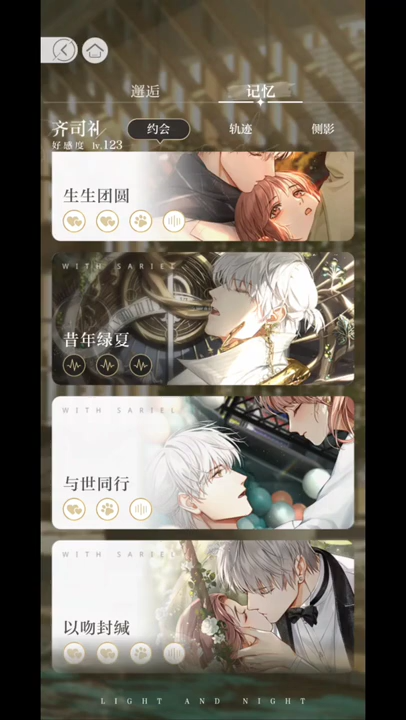 邂逅 记忆
齐司礼
好感度 lv.123
约会 轨迹 侧影
生生团圆
WITH SARIEL
昔年绿夏
WITH SARIEL
与世同行
WITH SARIEL
以吻封缄
LIGHT AND NIGHT